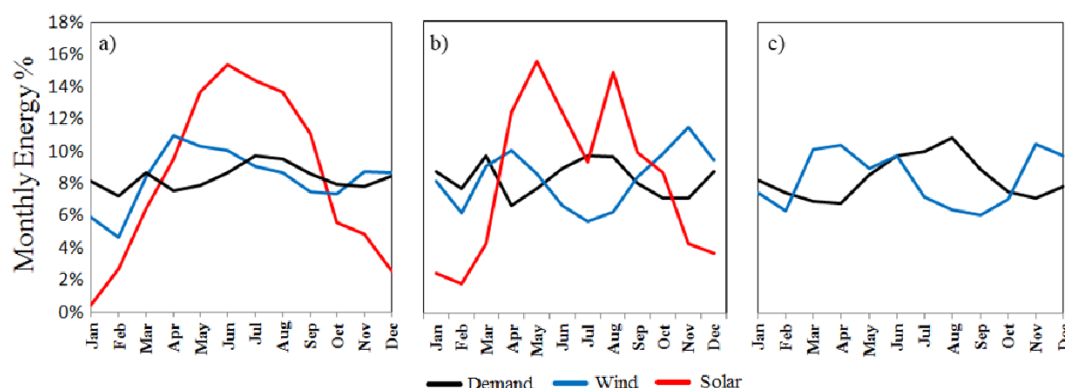 18%
16%
14%
12%
10%
8%
6%
4%
2%
0%
Monthly Energy %
a)
b)
c)
Jan
Feb
Mar
Apr
May
Jun
Jul
Aug
Sep
Oct
Nov
Dec
Jan
Feb
Mar
Apr
May
Jun
Jul
Aug
Sep
Oct
Nov
Dec
Jan
Feb
Mar
Apr
May
Jun
Jul
Aug
Sep
Oct
Nov
Dec
Demand Wind Solar